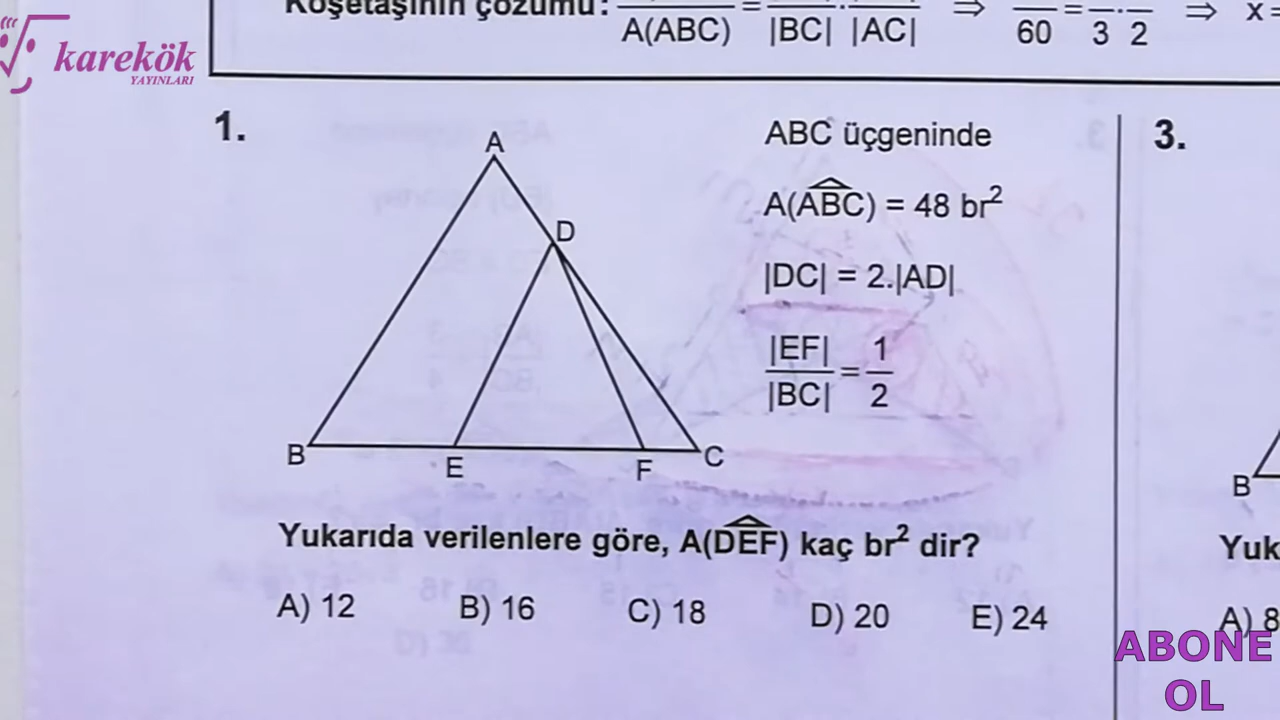 Köşetaşının çözümü: A(ABC) = |BC| . |AC| ⇒ 60 = 3 . 2 ⇒ x =
karekök
YAYINLARI
1.
ABC üçgeninde
A(ABC) = 48 br²
|DC| = 2.|AD|
|EF|/|BC| = 1/2
A
D
B
E
F
C
Yukarıda verilenlere göre, A(DEF) kaç br² dir?
A) 12 B) 16 C) 18 D) 20 E) 24
3.
B
Yuk
A) 8
ABONE
OL